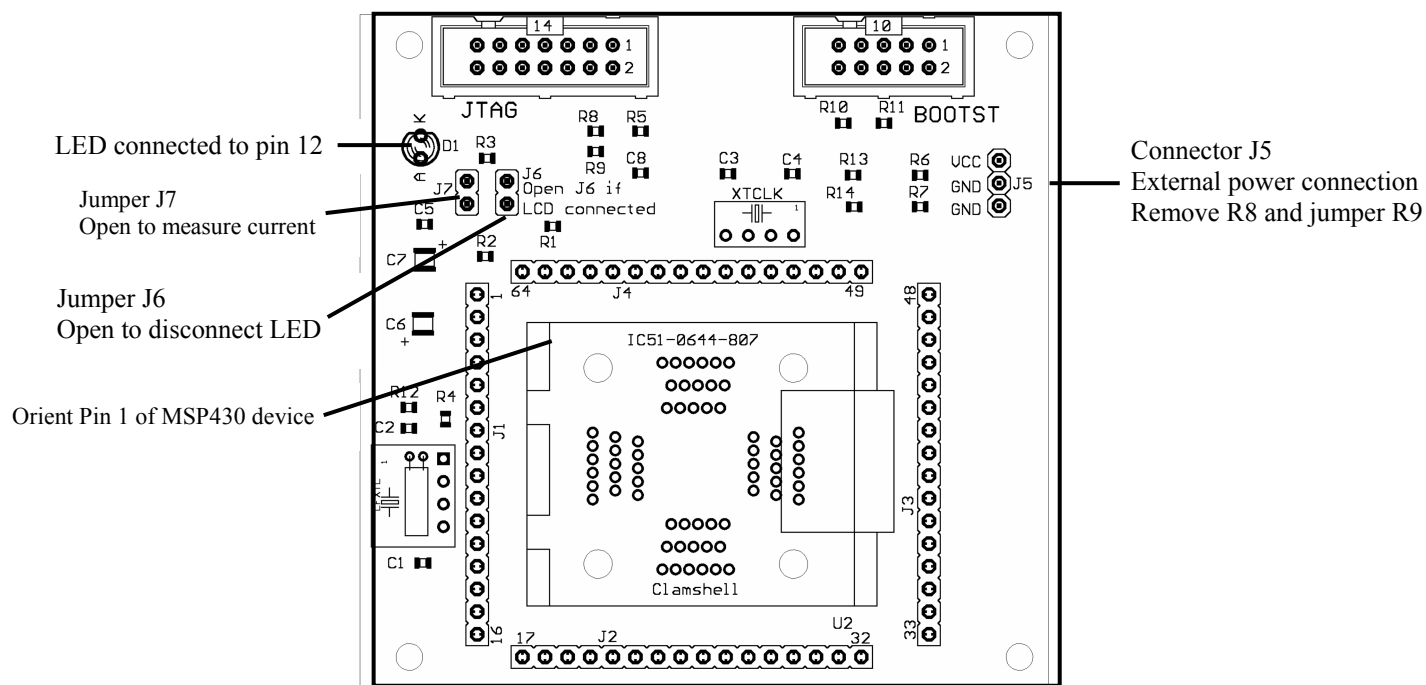 14
1
2
JTAG
10
1
2
BOOTST
LED connected to pin 12
K
A
D1
R3
R8
R5
R9
C8
R10
R11
C3
C4
R13
R6
R14
R7
VCC
GND
GND
J5
Connector J5
External power connection
Remove R8 and jumper R9
Jumper J7
Open to measure current
J7
J6
Open J6 if
LCD connected
XTCLK
1
C5
+
C7
R2
R1
Jumper J6
Open to disconnect LED
64
J4
49
1
48
C6
+
IC51-0644-807
Orient Pin 1 of MSP430 device
R12
R4
C2
J1
1
J3
C1
Clamshell
U2
16
17
J2
32
33